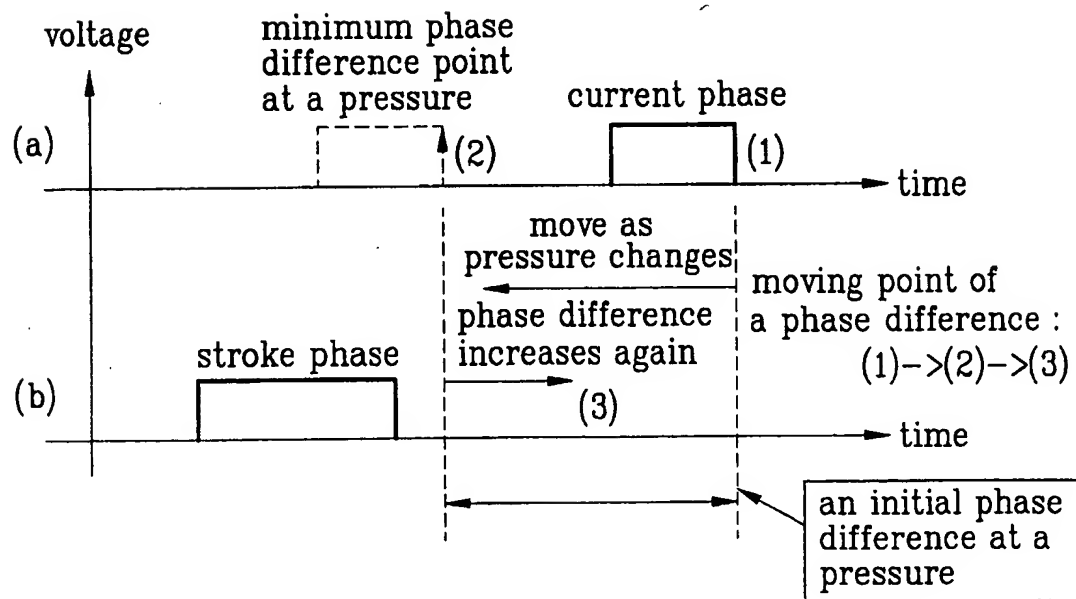 voltage
minimum phase
difference point
at a pressure
current phase
(a)
(2)
(1)
time
move as
pressure changes
moving point of
a phase difference :
(1)->(2)->(3)
phase difference
increases again
stroke phase
(b)
(3)
time
an initial phase
difference at a
pressure